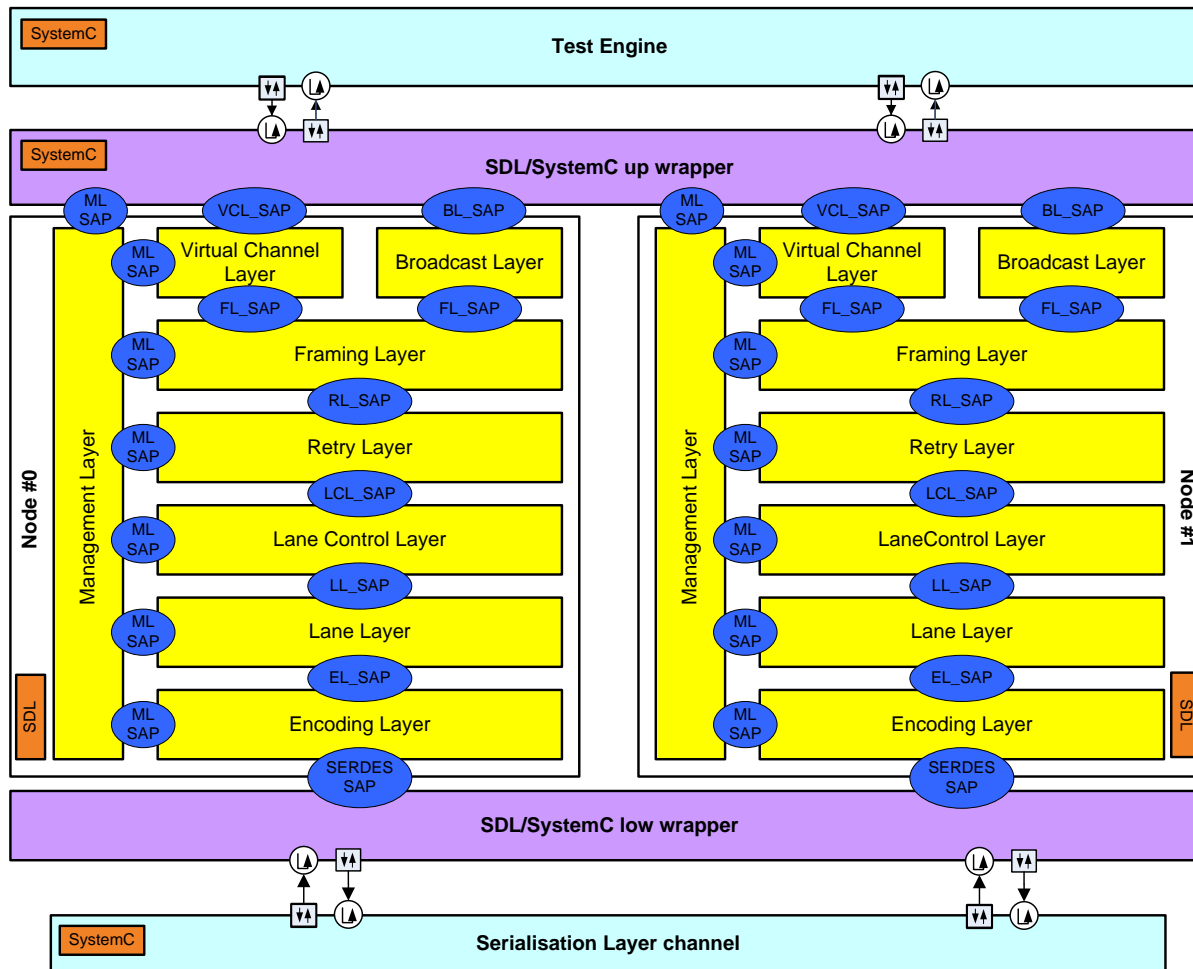 SystemC
Test Engine
SystemC
SDL/SystemC up wrapper
ML
SAP
VCL_SAP
BL_SAP
ML
SAP
VCL_SAP
BL_SAP
ML
SAP
Virtual Channel
Layer
Broadcast Layer
ML
SAP
Virtual Channel
Layer
Broadcast Layer
FL_SAP
FL_SAP
FL_SAP
FL_SAP
ML
SAP
Framing Layer
ML
SAP
Framing Layer
RL_SAP
RL_SAP
Node #0
Management Layer
ML
SAP
Retry Layer
Management Layer
ML
SAP
Retry Layer
Node #1
LCL_SAP
LCL_SAP
ML
SAP
Lane Control Layer
ML
SAP
LaneControl Layer
LL_SAP
LL_SAP
ML
SAP
Lane Layer
ML
SAP
Lane Layer
EL_SAP
EL_SAP
SDL
ML
SAP
Encoding Layer
ML
SAP
Encoding Layer
SDL
SERDES
SAP
SERDES
SAP
SDL/SystemC low wrapper
SystemC
Serialisation Layer channel